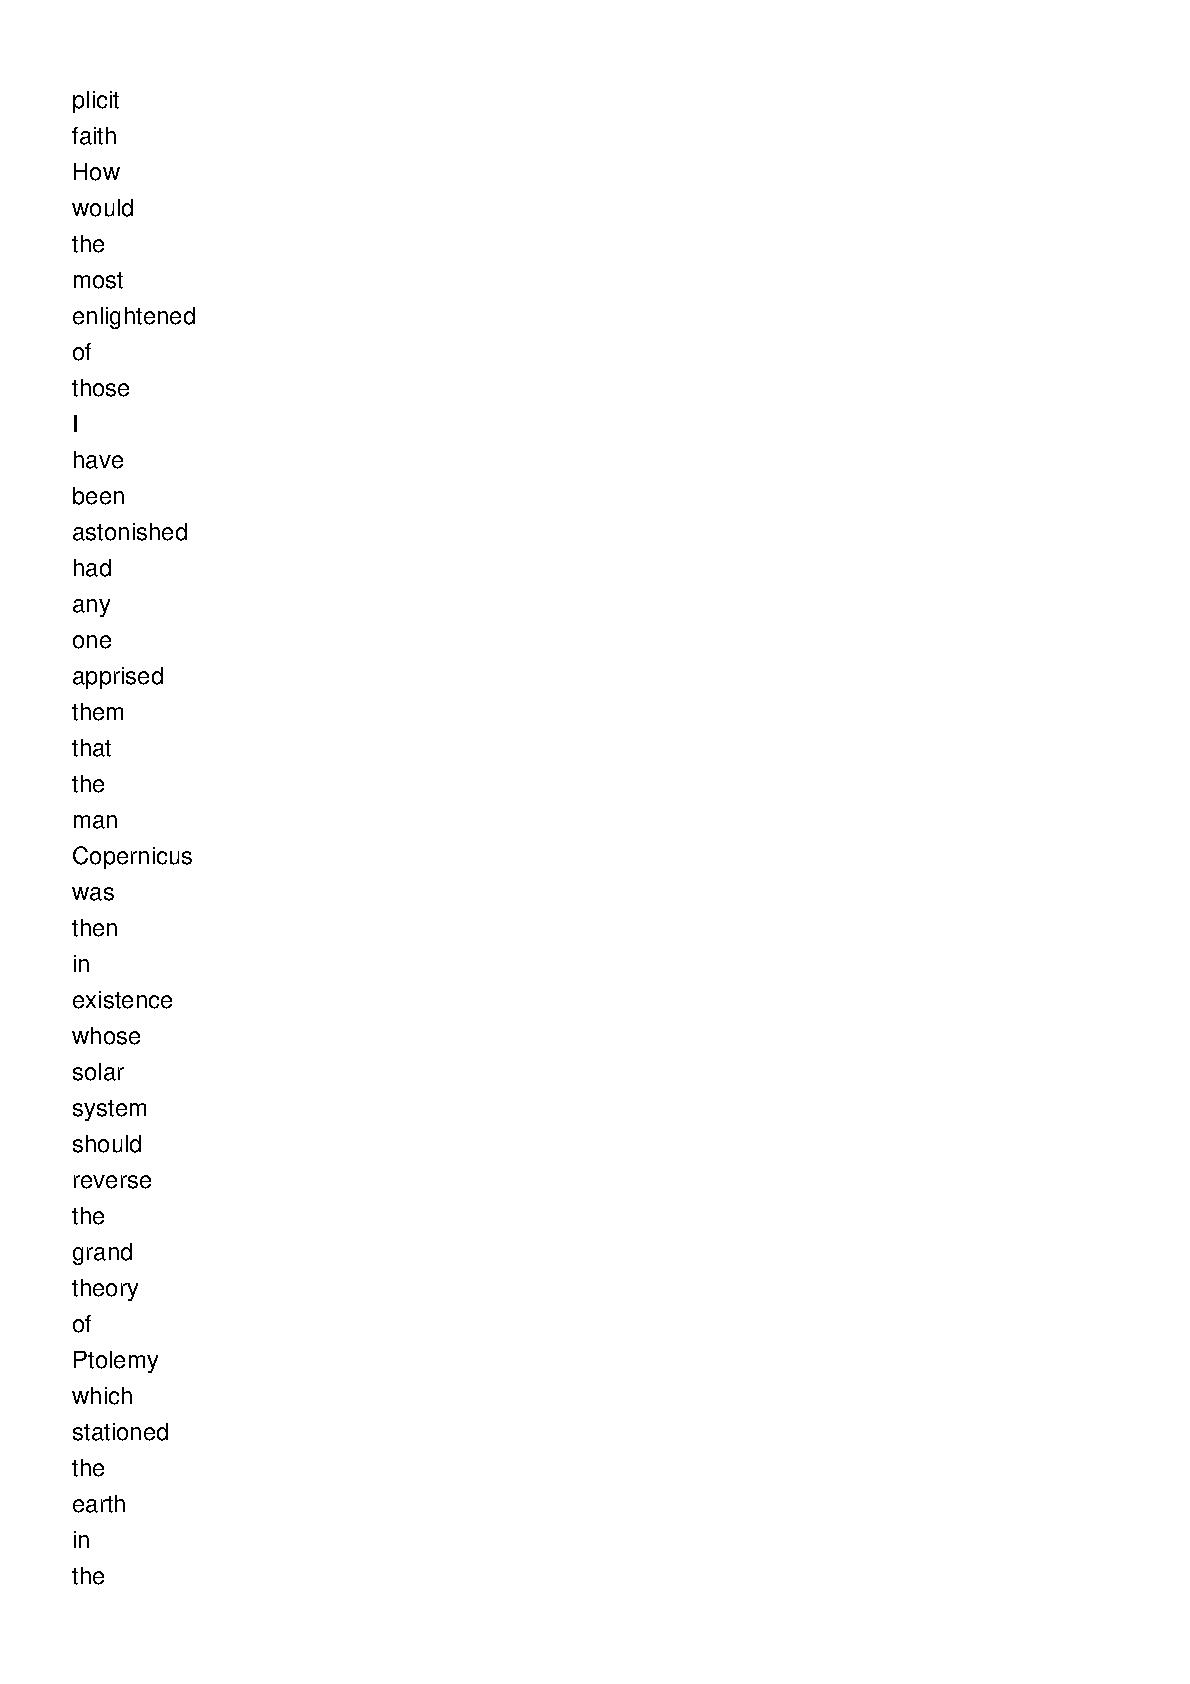 plicit
faith
How
would
the
most
enlightened
of
those
I
have
been
astonished
had
any
one
apprised
them
that
the
man
Copernicus
was
then
in
existence
whose
solar
system
should
reverse
the
grand
theory
of
Ptolemy
which
stationed
the
earth
in
the